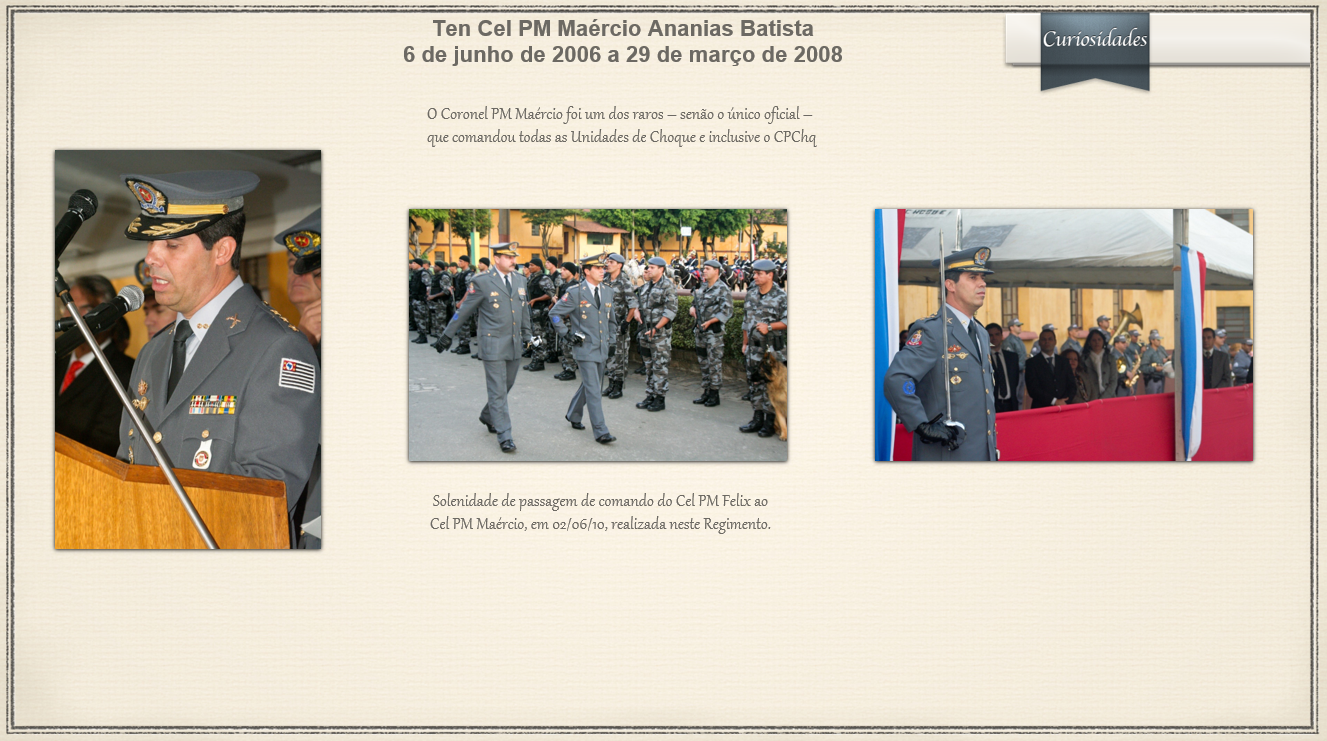 Ten Cel PM Maércio Ananias Batista
6 de junho de 2006 a 29 de março de 2008
Curiosidades
O Coronel PM Maércio foi um dos raros – senão o único oficial –
que comandou todas as Unidades de Choque e inclusive o CPChq
Solenidade de passagem de comando do Cel PM Felix ao
Cel PM Maércio, em 02/06/10, realizada neste Regimento.